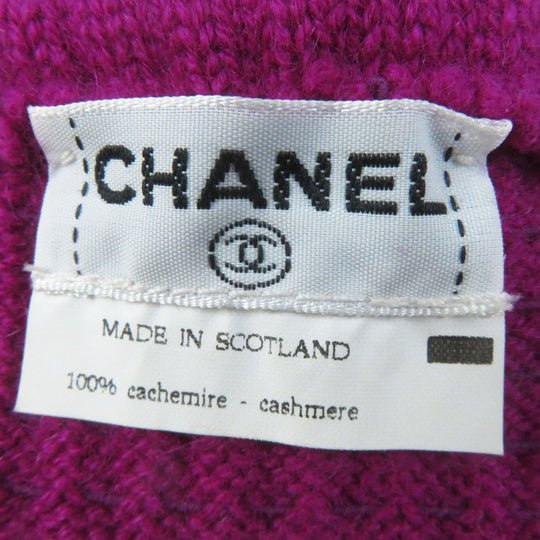 CHANEL
MADE IN SCOTLAND
100% cachemire - cashmere